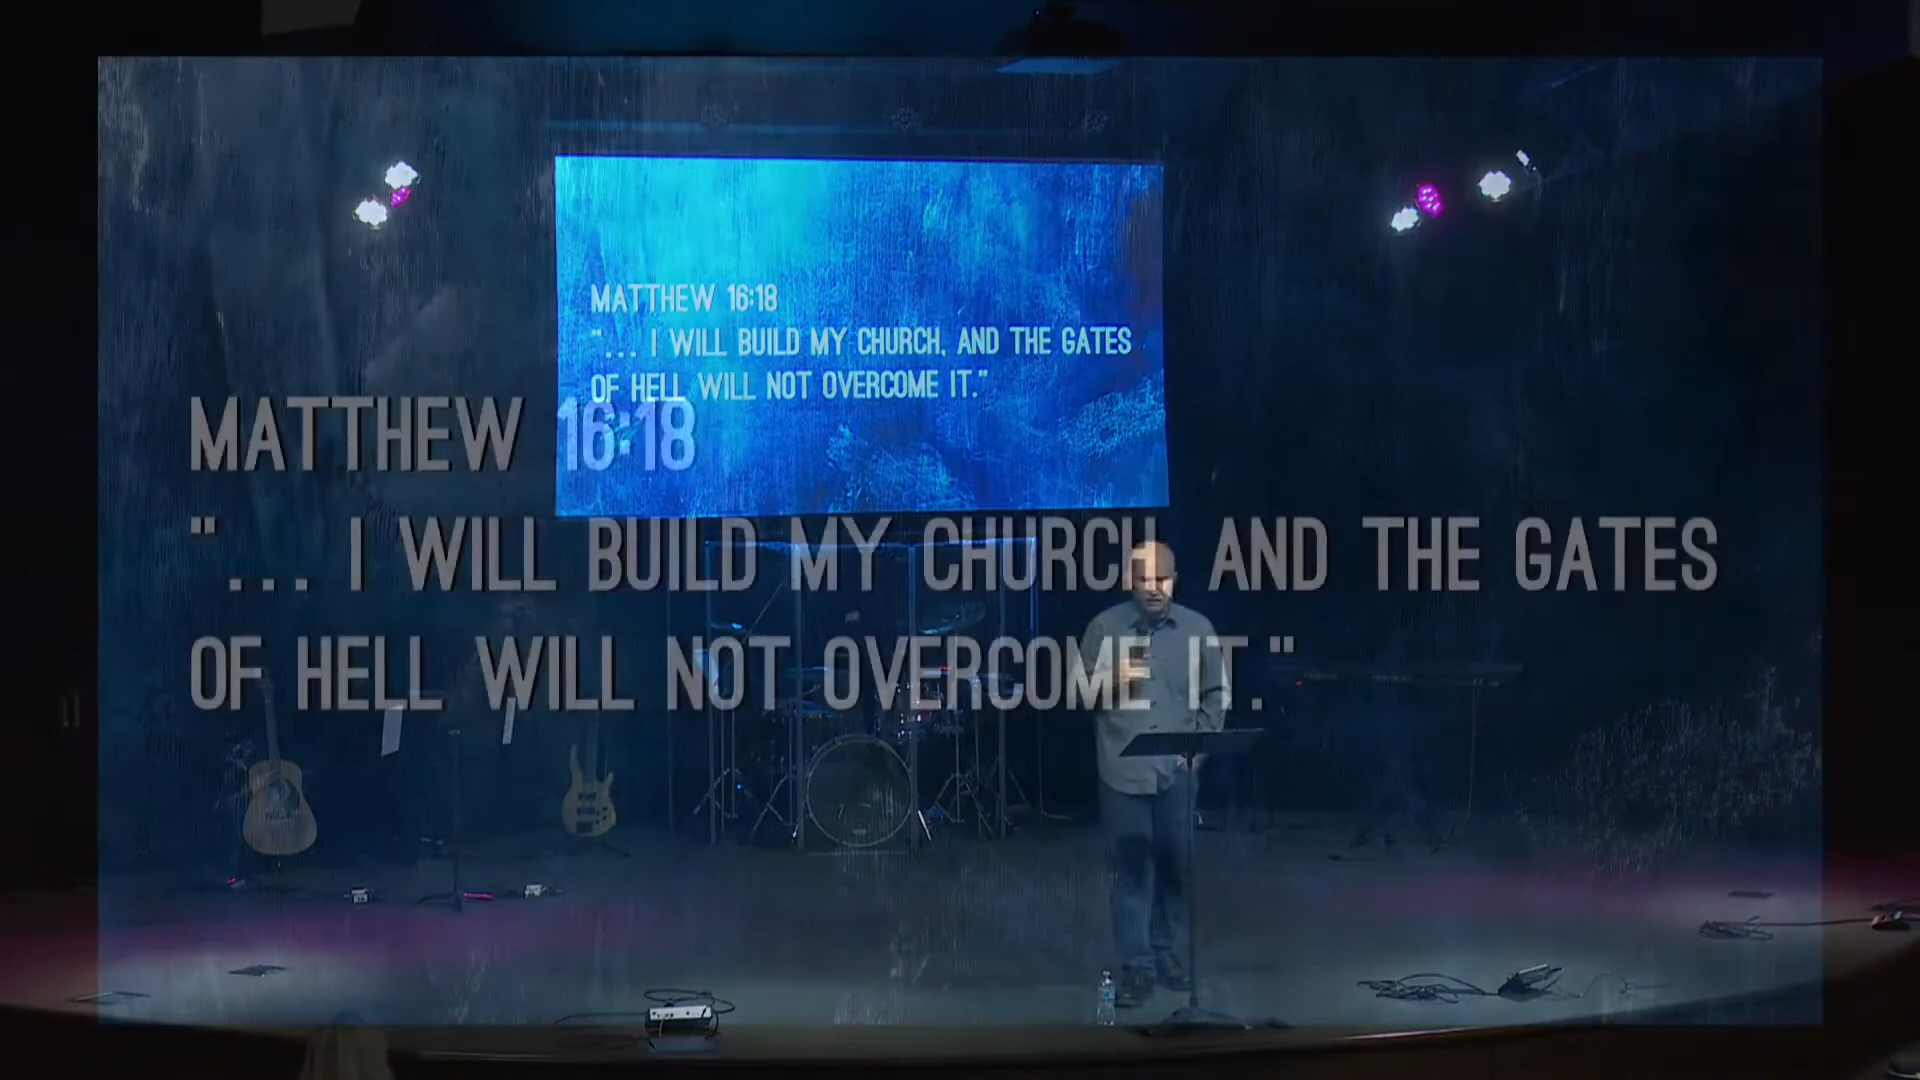 MATTHEW 16:18
"... I WILL BUILD MY CHURCH, AND THE GATES
OF HELL WILL NOT OVERCOME IT."
MATTHEW 16:18
"... I WILL BUILD MY CHURCH, AND THE GATES
OF HELL WILL NOT OVERCOME IT."